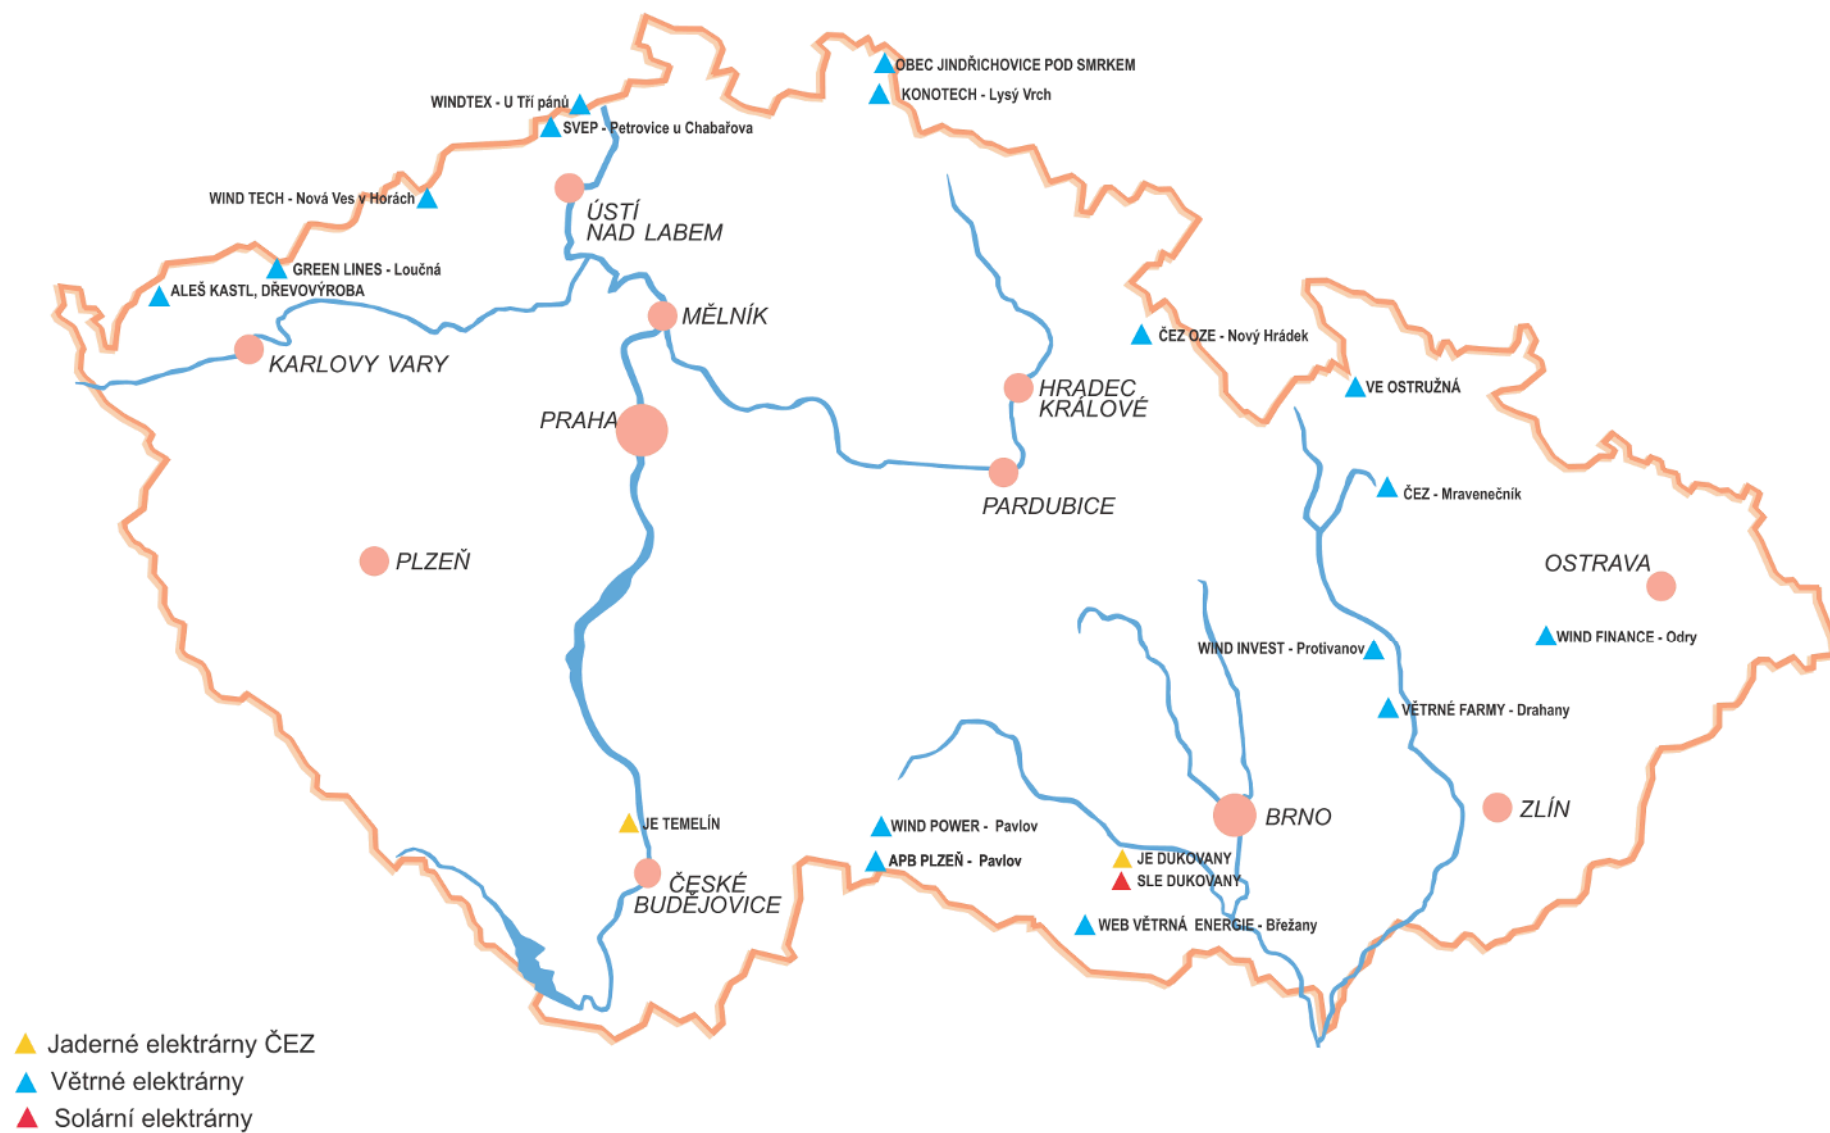 OBEC JINDŘICHOVICE POD SMRKEM
KONOTECH - Lysý Vrch
WINDTEX - U Tří pánů
SVEP - Petrovice u Chabařova
WIND TECH - Nová Ves v Horách
ÚSTÍ
NAD LABEM
GREEN LINES - Loučná
ALEŠ KASTL, DŘEVOVÝROBA
MĚLNÍK
ČEZ OZE - Nový Hrádek
KARLOVY VARY
HRADEC
KRÁLOVÉ
VE OSTRUŽNÁ
PRAHA
ČEZ - Mravenečník
PARDUBICE
PLZEŇ
OSTRAVA
WIND FINANCE - Odry
WIND INVEST - Protivanov
VĚTRNÉ FARMY - Drahany
ZLÍN
BRNO
JE TEMELÍN
WIND POWER - Pavlov
APB PLZEŇ - Pavlov
JE DUKOVANY
SLE DUKOVANY
ČESKÉ
BUDĚJOVICE
WEB VĚTRNÁ ENERGIE - Břežany
Jaderné elektrárny ČEZ
Větrné elektrárny
Solární elektrárny